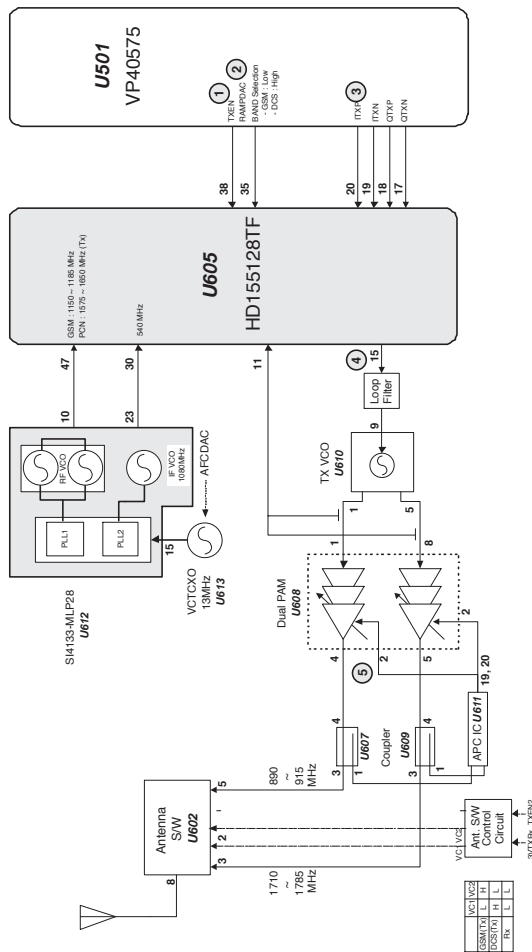 U501
VP40575
1
TXEN
2
RAMPDAC
BAND Selection
- GSM : Low
- DCS : High
3
ITXP
ITXN
QTXP
QTXN
38
35
20
19
18
17
GSM : 1150 ~ 1185 MHz (Tx)
PCN : 1575 ~ 1650 MHz (Tx)
540 MHz
U605
HD155128TF
47
30
11
4
15
10
23
RF VCO
IF VCO
1080MHz
PLL1
PLL2
15
AFCDAC
VCTCXO
13MHz
U613
SI4133-MLP28
U612
Loop
Filter
9
TX VCO
U610
1
5
1
8
Dual PAM
U608
4
2
5
2
5
19, 20
4
3
1
U607
Coupler
4
3
1
U609
APC IC U611
Antenna
S/W
U602
8
5
2
3
890
~
915
MHz
1710
~
1785
MHz
VC1 VC2
Ant. S/W
Control
Circuit
TXEN2
VC1 VC2
GSM(Tx) L H
DCS(Tx) H L
Rx L L